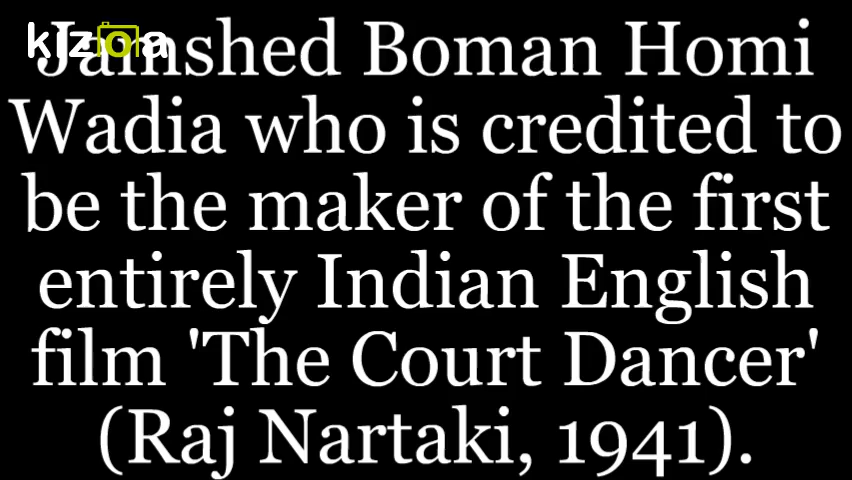 kizoa
Jamshed Boman Homi
Wadia who is credited to
be the maker of the first
entirely Indian English
film 'The Court Dancer'
(Raj Nartaki, 1941).